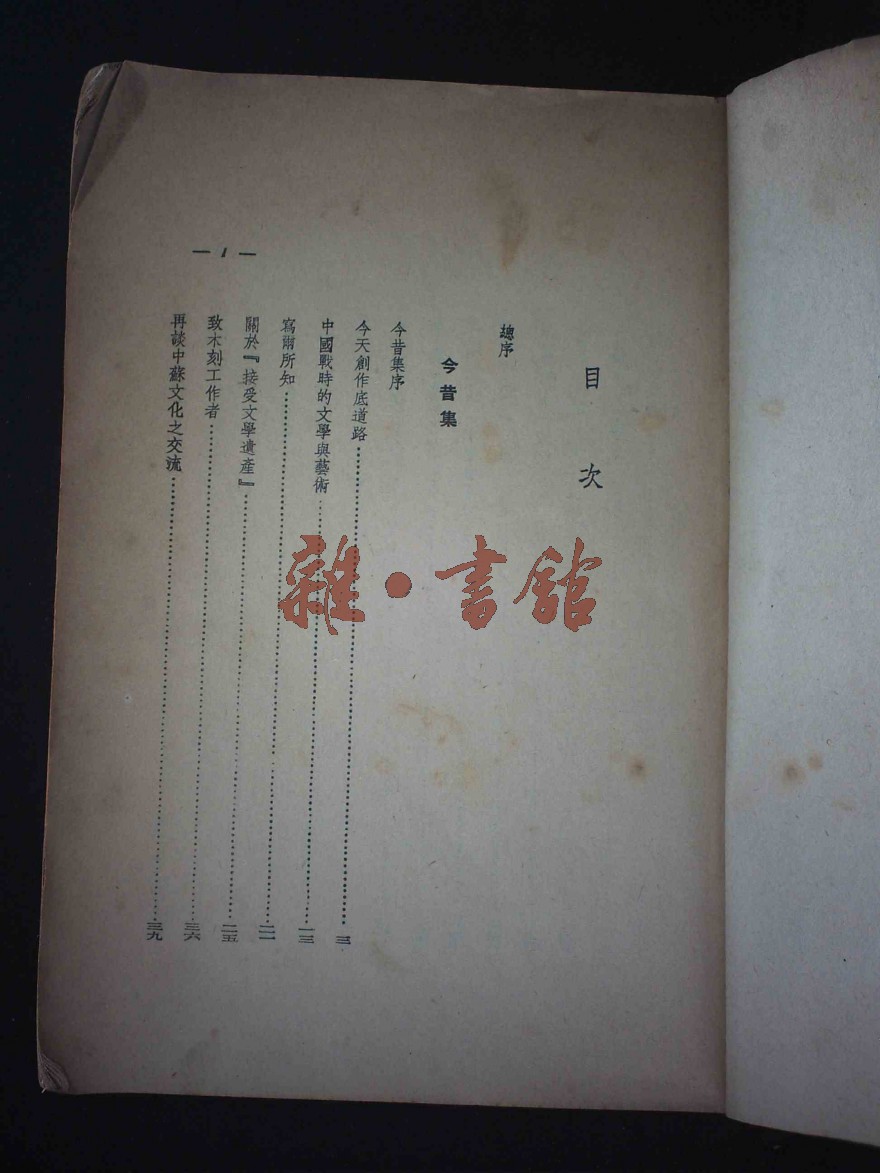 目次
總序
今昔集
今昔集序
今天創作底道路……三
中國戰時的文學與藝術……一三
寫爾所知……二一
關於『接受文學遺產』……二五
致木刻工作者……三六
再談中蘇文化之交流……三九
— 1 —
雜·書館